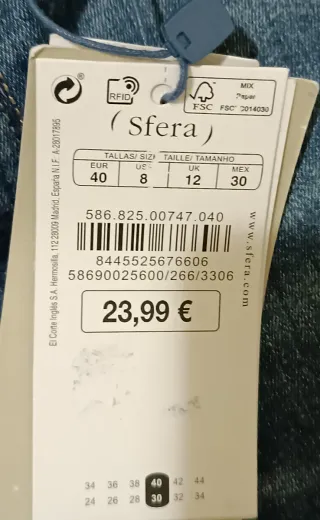 RFID
FSC
MIX
Paper
( Sfera )
TALLAS/ SIZE TAILLE/ TAMANHO
EUR US UK MEX
40 8 12 30
586.825.00747.040
8445525676606
58690025600/266/3306
23,99 €
www.sfera.com
El Corte Inglés S.A. Hermosilla, 112 28009 Madrid, España N.I.F. A-28017895
34 36 38 40 42 44
24 26 28 30 32 34